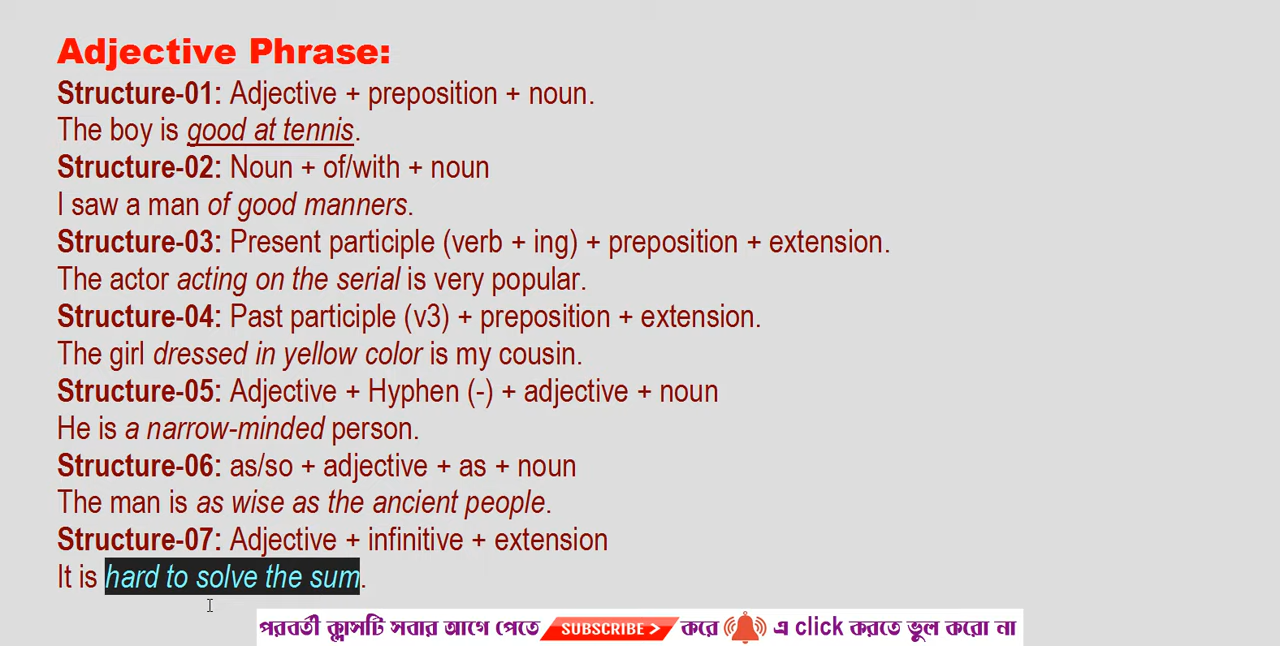 Adjective Phrase:
Structure-01: Adjective + preposition + noun.
The boy is good at tennis.
Structure-02: Noun + of/with + noun
I saw a man of good manners.
Structure-03: Present participle (verb + ing) + preposition + extension.
The actor acting on the serial is very popular.
Structure-04: Past participle (v3) + preposition + extension.
The girl dressed in yellow color is my cousin.
Structure-05: Adjective + Hyphen (-) + adjective + noun
He is a narrow-minded person.
Structure-06: as/so + adjective + as + noun
The man is as wise as the ancient people.
Structure-07: Adjective + infinitive + extension
It is hard to solve the sum.
পরবর্তী ক্লাসটি সবার আগে পেতে SUBSCRIBE > করে এ click করতে ভুল করো না